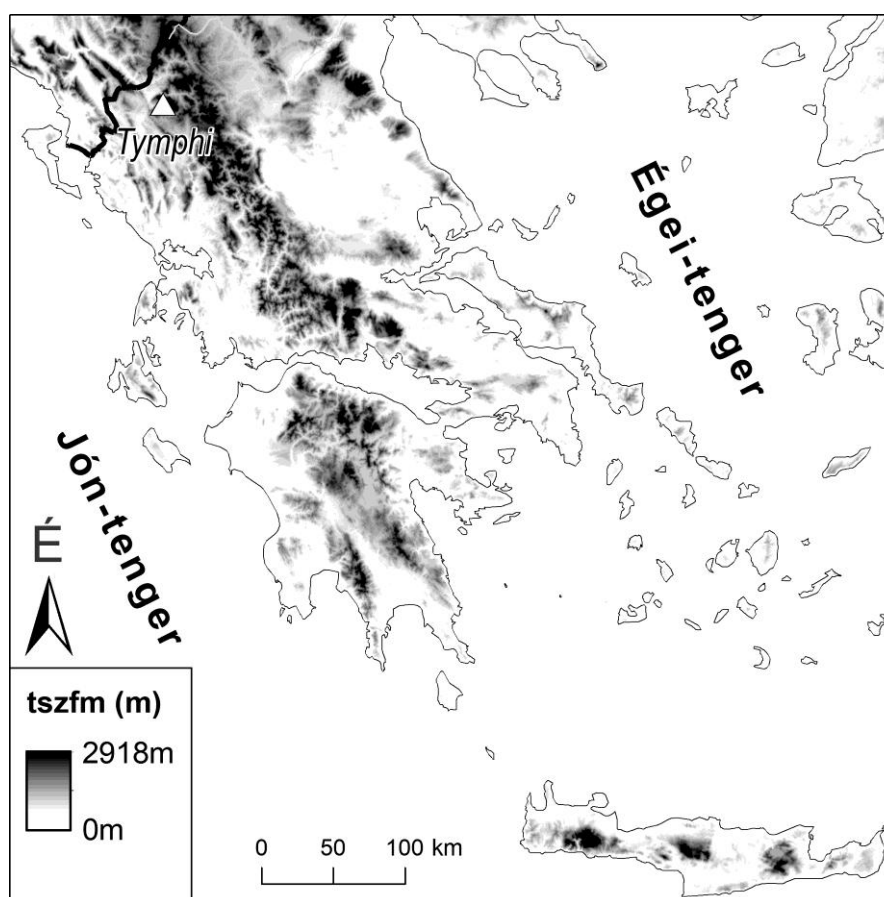 Tymphi
Égei-tenger
Jón-tenger
É
tszfm (m)
2918m
0m
0 50 100 km